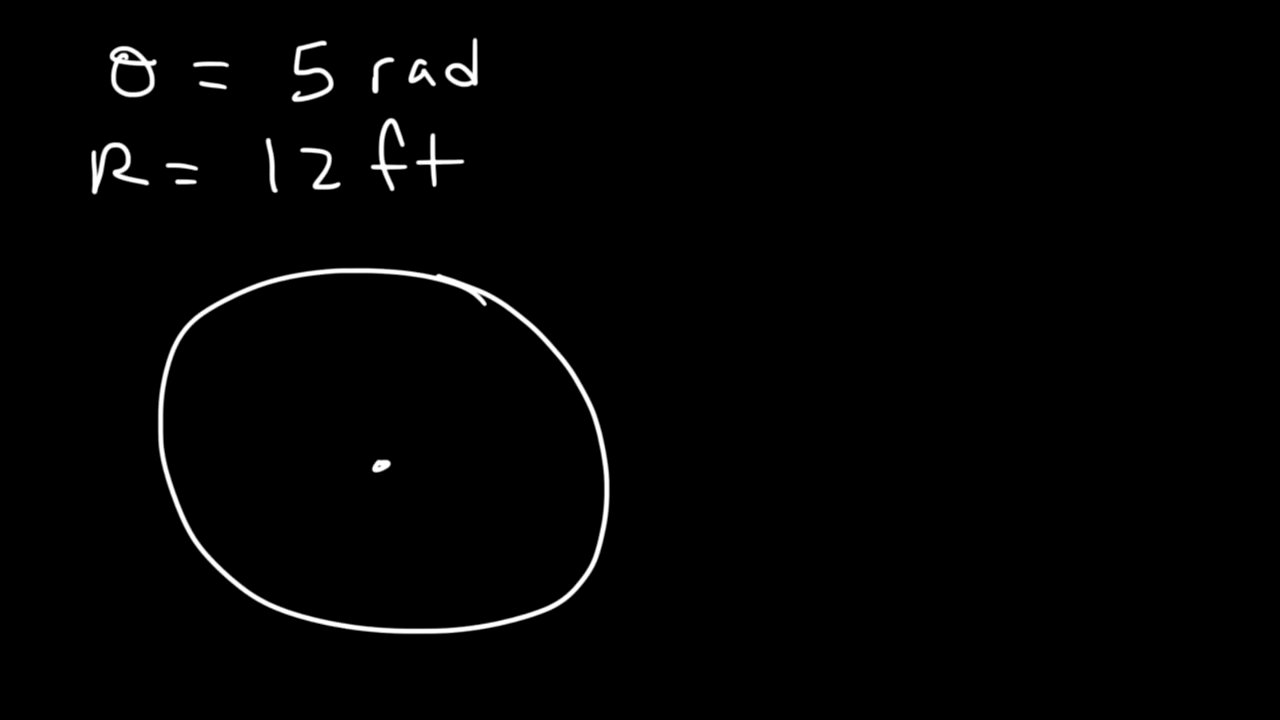 θ = 5 rad
R = 12 ft